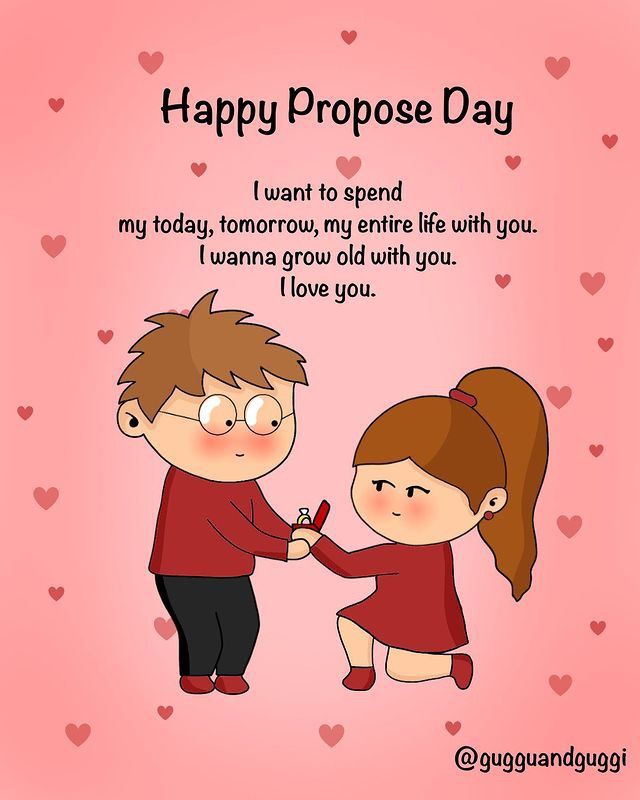 Happy Propose Day
I want to spend
my today, tomorrow, my entire life with you.
I wanna grow old with you.
I love you.
@gugguandguggi